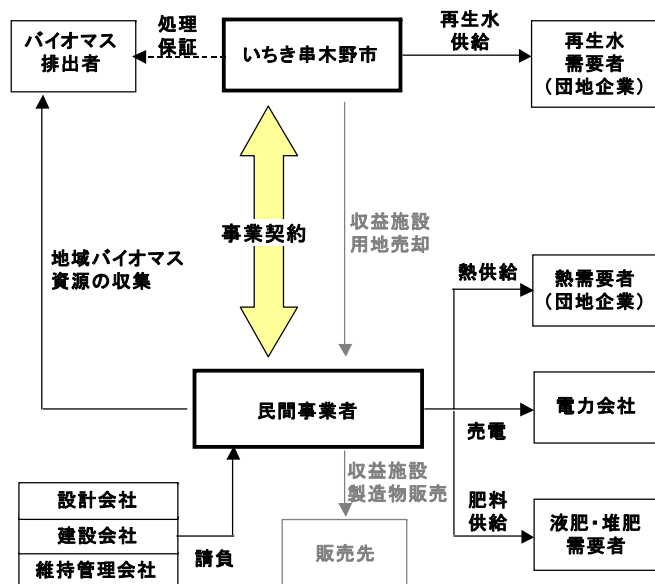 バイオマス
排出者
処理
保証
いちき串木野市
再生水
供給
再生水
需要者
（団地企業）
事業契約
収益施設
用地売却
地域バイオマス
資源の収集
熱供給
熱需要者
（団地企業）
民間事業者
売電
電力会社
収益施設
製造物販売
肥料
供給
液肥・堆肥
需要者
設計会社
建設会社
維持管理会社
請負
販売先